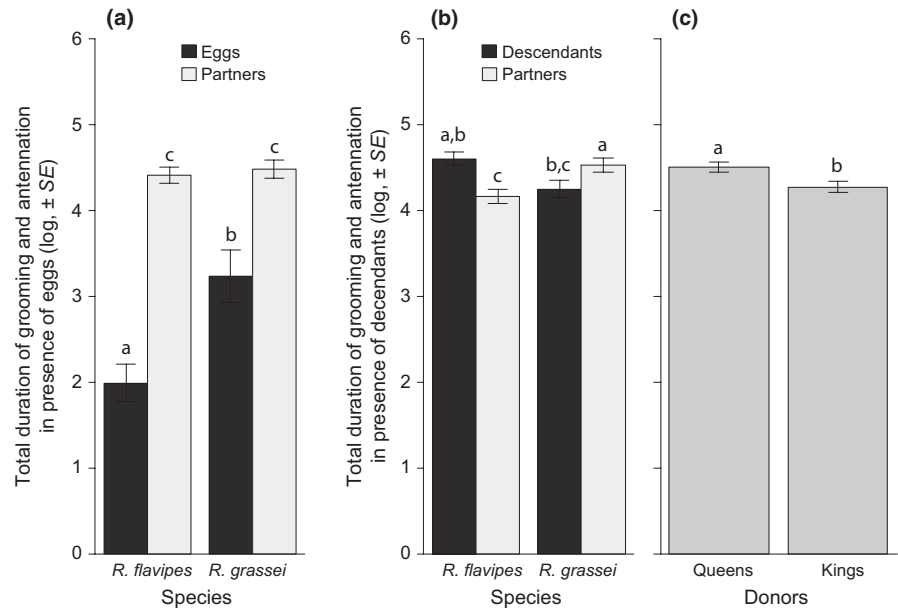 (a)
Eggs
Partners
Total duration of grooming and antennation
in presence of eggs (log, ± SE)
6
5
4
3
2
1
0
a
c
b
c
R. flavipes R. grassei
Species
(b)
Descendants
Partners
Total duration of grooming and antennation
in presence of decendants (log, ± SE)
6
5
4
3
2
1
0
a,b
c
b,c
a
R. flavipes R. grassei
Species
(c)
a
b
Queens Kings
Donors